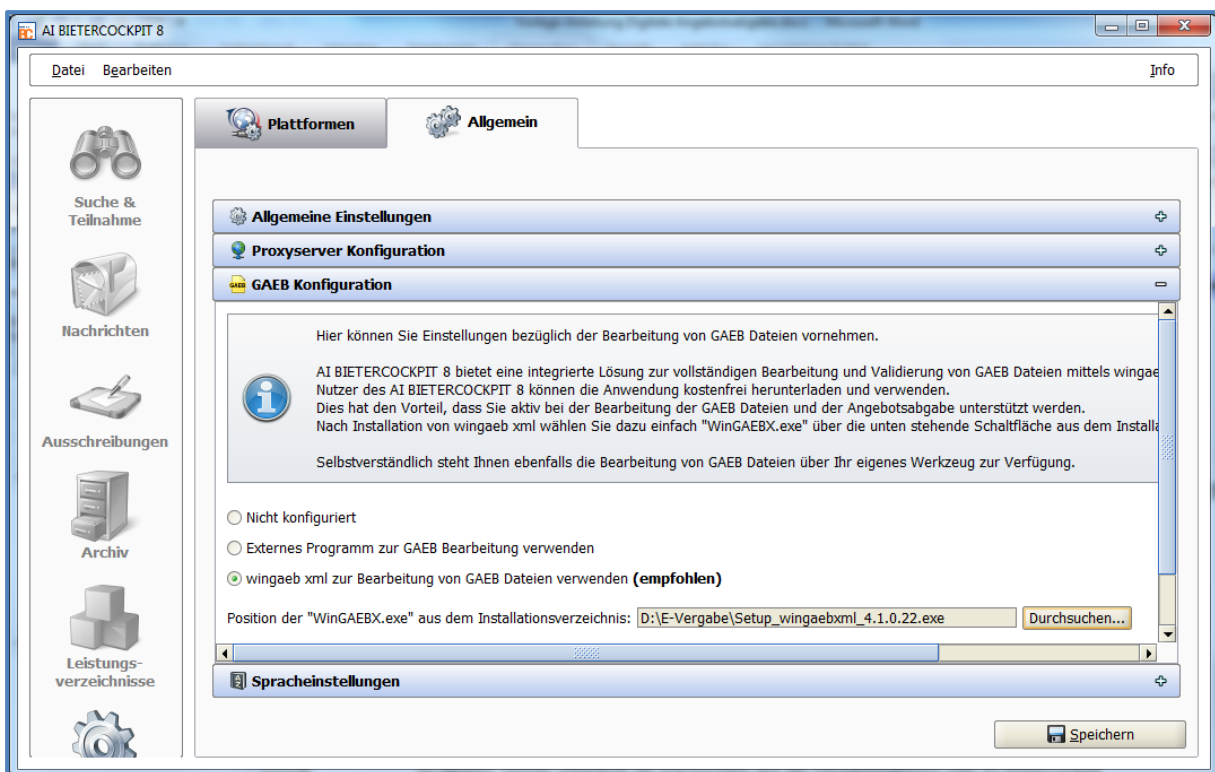 AI BIETERCOCKPIT 8
Datei Bearbeiten Info
Plattformen Allgemein
Suche &
Teilnahme
Nachrichten
Ausschreibungen
Archiv
Leistungs-
verzeichnisse
Allgemeine Einstellungen
Proxyserver Konfiguration
GAEB GAEB Konfiguration
Hier können Sie Einstellungen bezüglich der Bearbeitung von GAEB Dateien vornehmen.
AI BIETERCOCKPIT 8 bietet eine integrierte Lösung zur vollständigen Bearbeitung und Validierung von GAEB Dateien mittels wingae
Nutzer des AI BIETERCOCKPIT 8 können die Anwendung kostenfrei herunterladen und verwenden.
Dies hat den Vorteil, dass Sie aktiv bei der Bearbeitung der GAEB Dateien und der Angebotsabgabe unterstützt werden.
Nach Installation von wingaeb xml wählen Sie dazu einfach "WinGAEBX.exe" über die unten stehende Schaltfläche aus dem Installa
Selbstverständlich steht Ihnen ebenfalls die Bearbeitung von GAEB Dateien über Ihr eigenes Werkzeug zur Verfügung.
Nicht konfiguriert
Externes Programm zur GAEB Bearbeitung verwenden
wingaeb xml zur Bearbeitung von GAEB Dateien verwenden (empfohlen)
Position der "WinGAEBX.exe" aus dem Installationsverzeichnis: D:\E-Vergabe\Setup_wingaebxml_4.1.0.22.exe Durchsuchen...
Spracheinstellungen
Speichern